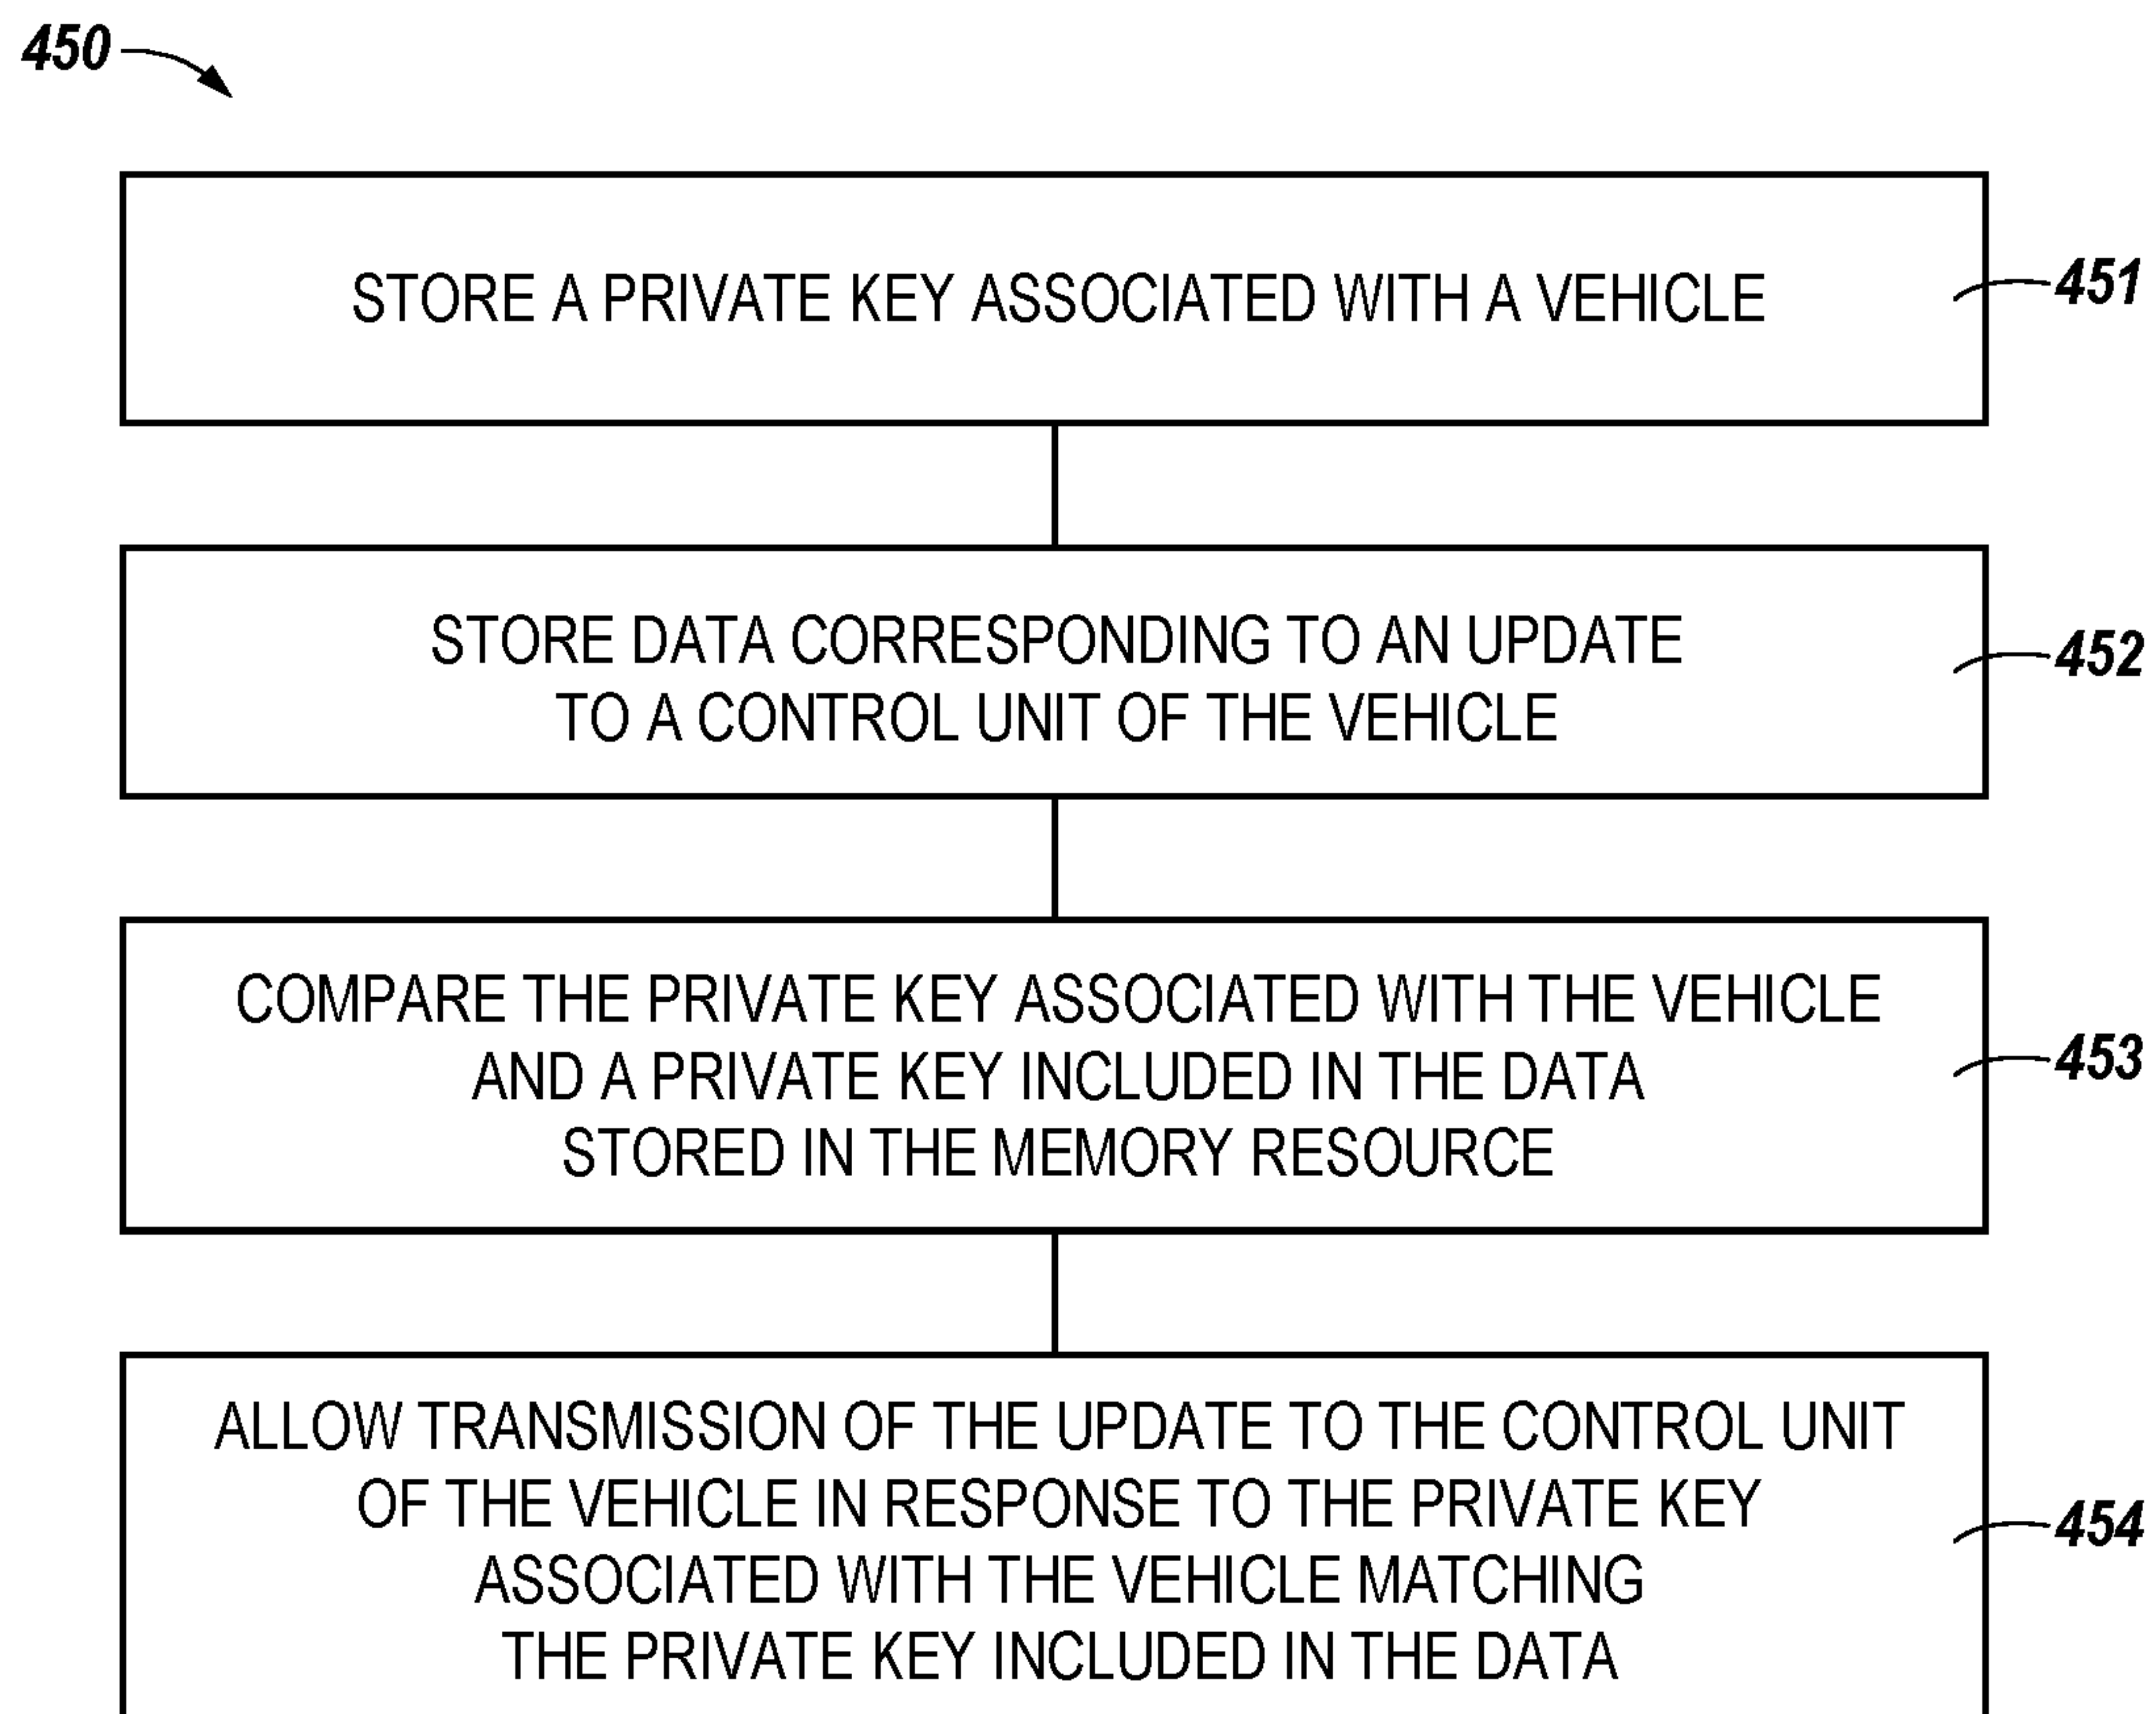 450
STORE A PRIVATE KEY ASSOCIATED WITH A VEHICLE
451
STORE DATA CORRESPONDING TO AN UPDATE
TO A CONTROL UNIT OF THE VEHICLE
452
COMPARE THE PRIVATE KEY ASSOCIATED WITH THE VEHICLE
AND A PRIVATE KEY INCLUDED IN THE DATA
STORED IN THE MEMORY RESOURCE
453
ALLOW TRANSMISSION OF THE UPDATE TO THE CONTROL UNIT
OF THE VEHICLE IN RESPONSE TO THE PRIVATE KEY
ASSOCIATED WITH THE VEHICLE MATCHING
THE PRIVATE KEY INCLUDED IN THE DATA
454